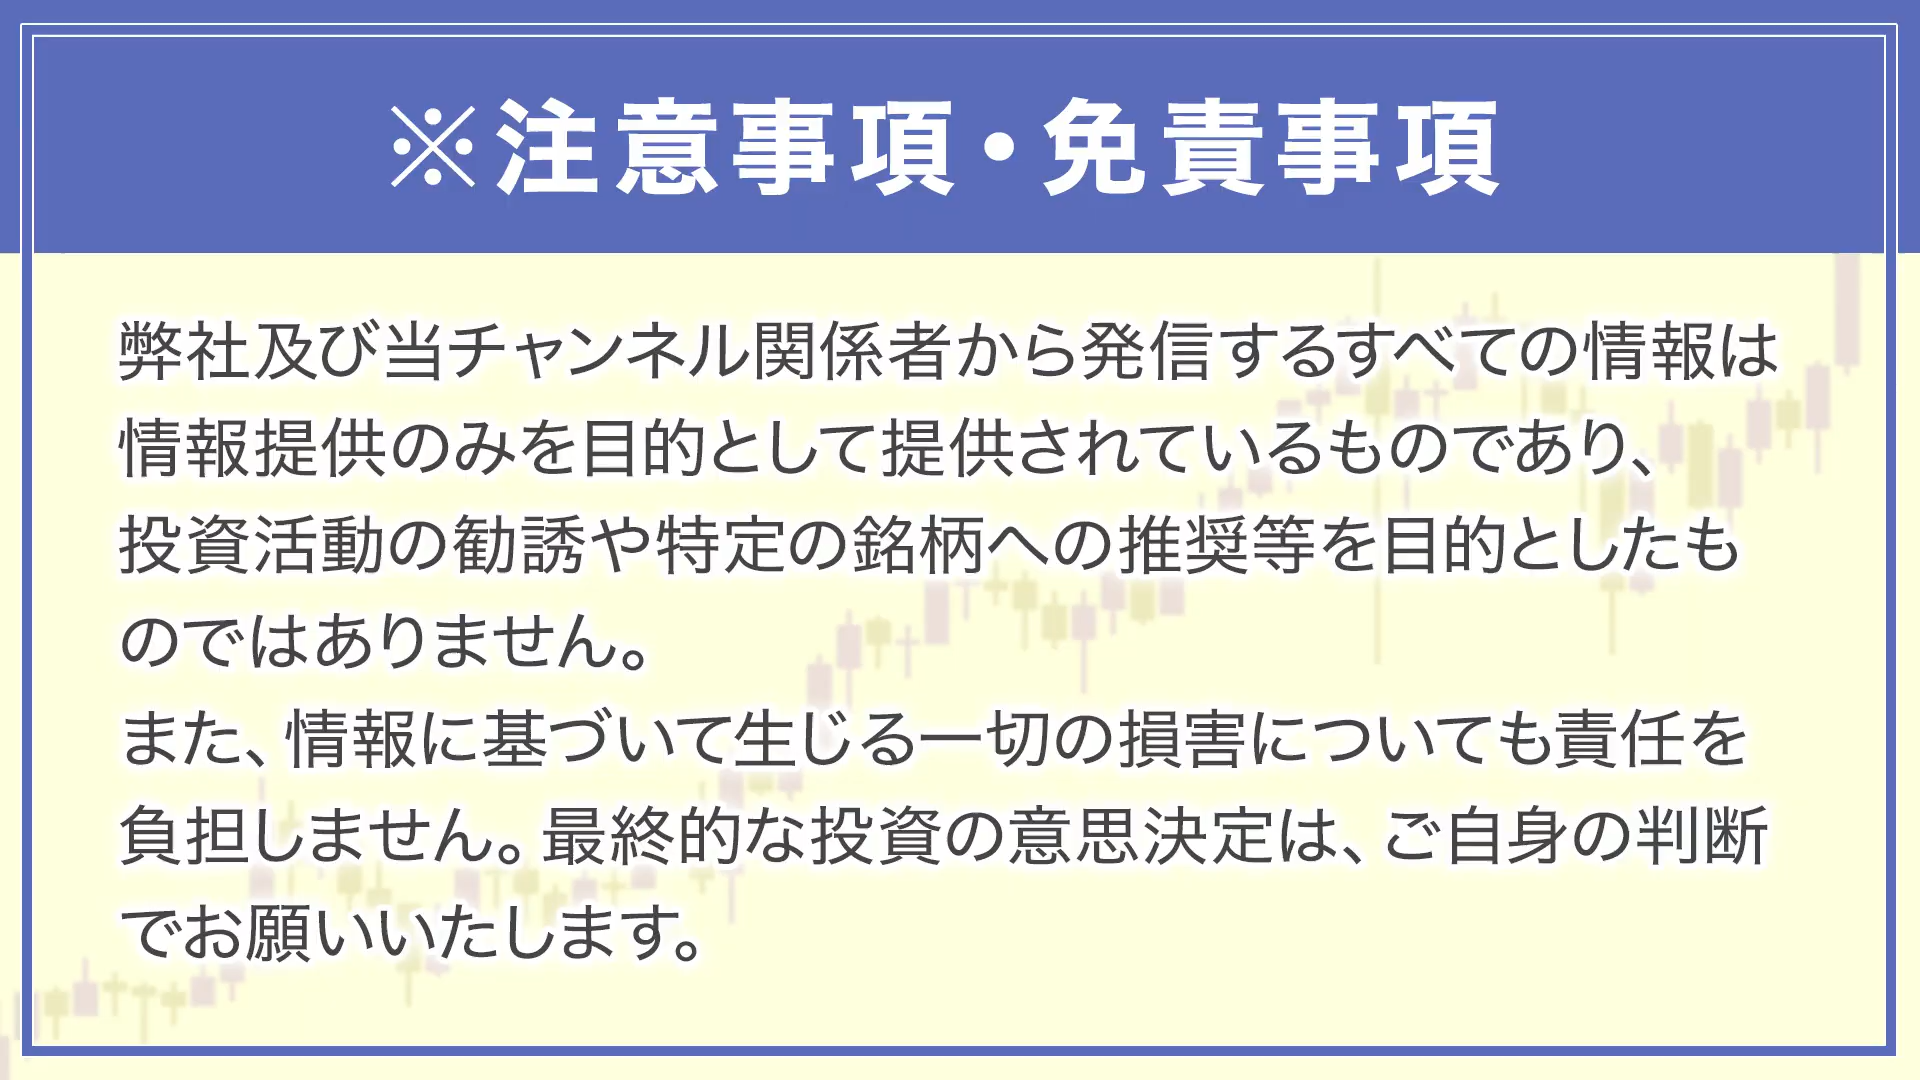 ※注意事項・免責事項
弊社及び当チャンネル関係者から発信するすべての情報は
情報提供のみを目的として提供されているものであり、
投資活動の勧誘や特定の銘柄への推奨等を目的としたも
のではありません。
また、情報に基づいて生じる一切の損害についても責任を
負担しません。最終的な投資の意思決定は、ご自身の判断
でお願いいたします。